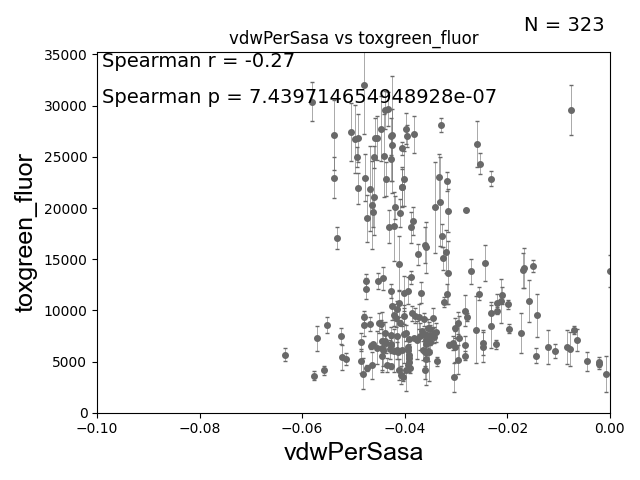 N = 323
vdwPerSasa vs toxgreen_fluor
Spearman r = -0.27
Spearman p = 7.439714654948928e-07
35000
30000
25000
20000
15000
10000
5000
0
toxgreen_fluor
−0.10 −0.08 −0.06 −0.04 −0.02 0.00
vdwPerSasa